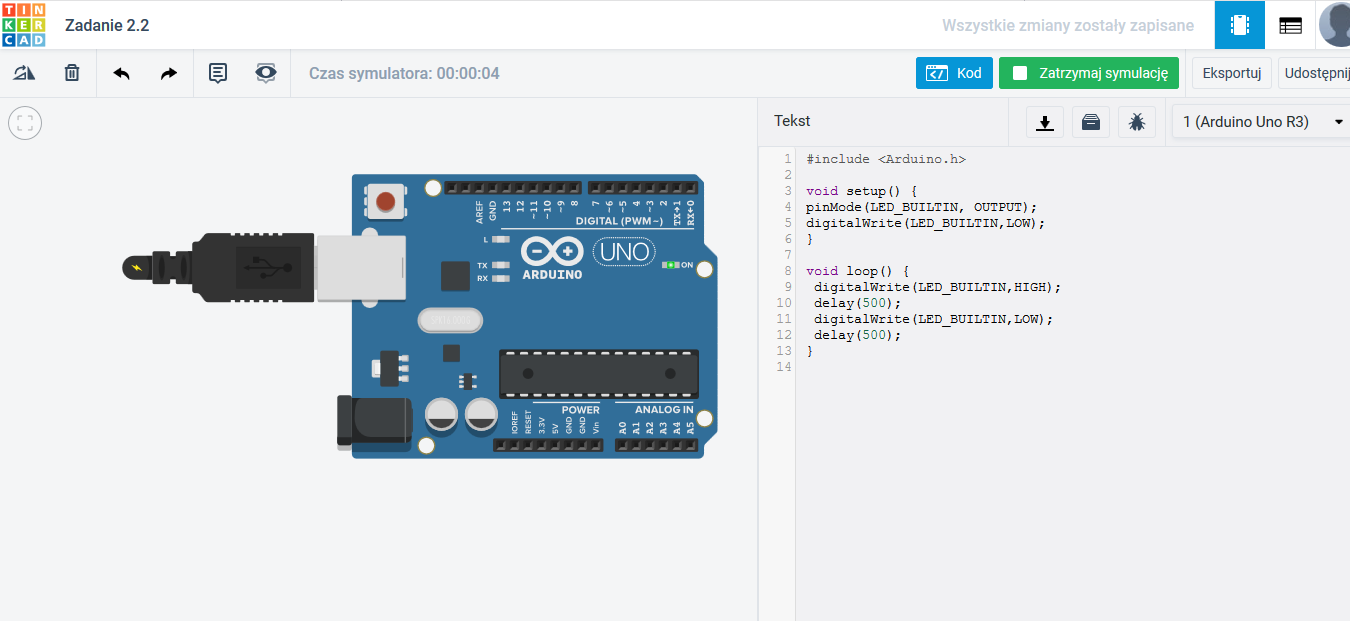 TINKERCAD
Zadanie 2.2
Wszystkie zmiany zostały zapisane
Czas symulatora: 00:00:04
Kod
Zatrzymaj symulację
Eksportuj
Udostępnij
Tekst
1 (Arduino Uno R3)
AREF
GND
13
12
~11
~10
~9
8
7
~6
~5
4
~3
2
TX→1
RX←0
DIGITAL (PWM~)
L
TX
RX
ARDUINO
UNO
ON
IOREF
RESET
3.3V
5V
GND
GND
Vin
POWER
ANALOG IN
A0
A1
A2
A3
A4
A5
1 #include <Arduino.h>
2
3 void setup() {
4 pinMode(LED_BUILTIN, OUTPUT);
5 digitalWrite(LED_BUILTIN,LOW);
6 }
7
8 void loop() {
9 digitalWrite(LED_BUILTIN,HIGH);
10 delay(500);
11 digitalWrite(LED_BUILTIN,LOW);
12 delay(500);
13 }
14